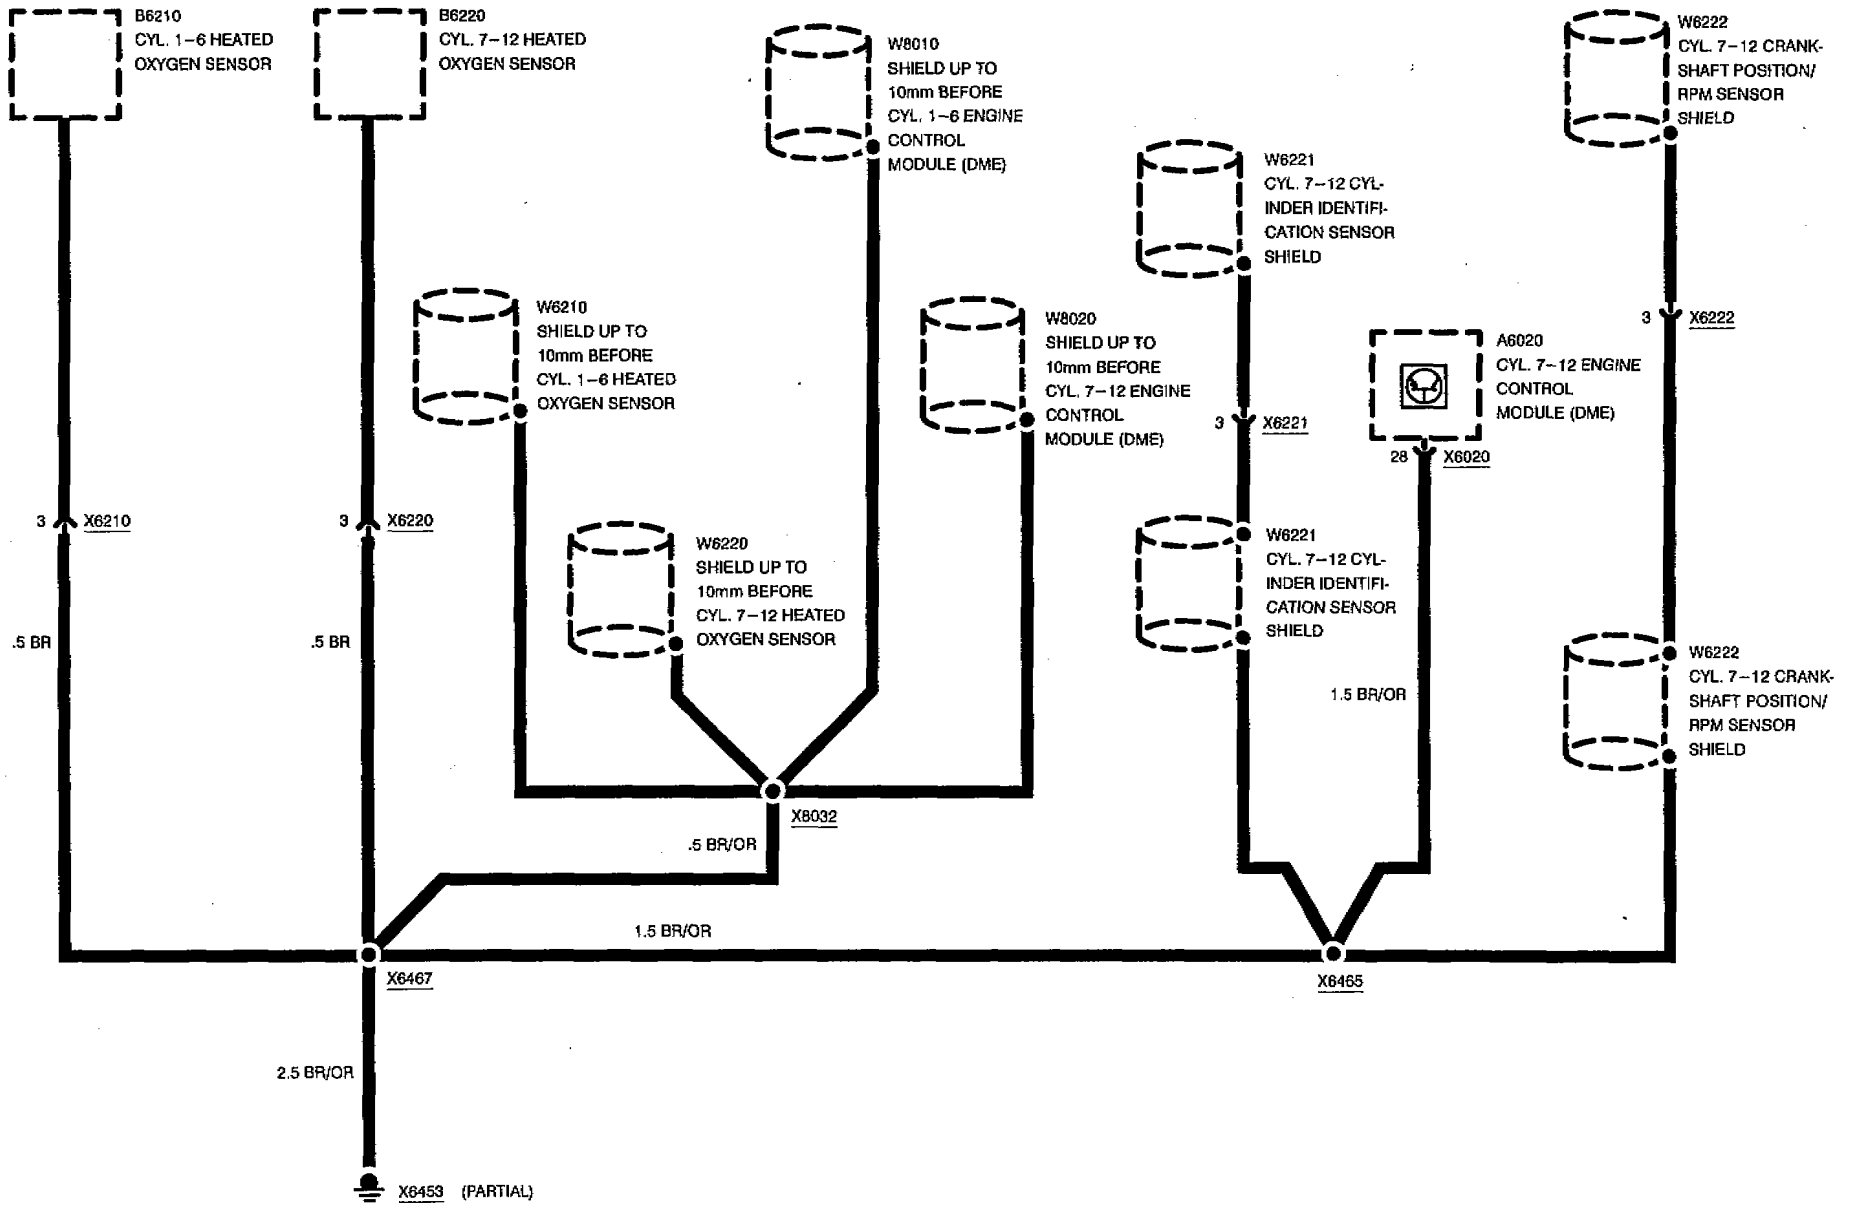 B6210
CYL. 1-6 HEATED
OXYGEN SENSOR
B6220
CYL. 7-12 HEATED
OXYGEN SENSOR
W8010
SHIELD UP TO
10mm BEFORE
CYL. 1-6 ENGINE
CONTROL
MODULE (DME)
W6222
CYL. 7-12 CRANK-
SHAFT POSITION/
RPM SENSOR
SHIELD
W6221
CYL. 7-12 CYL-
INDER IDENTIFI-
CATION SENSOR
SHIELD
W6210
SHIELD UP TO
10mm BEFORE
CYL. 1-6 HEATED
OXYGEN SENSOR
W8020
SHIELD UP TO
10mm BEFORE
CYL. 7-12 ENGINE
CONTROL
MODULE (DME)
3 X6222
A6020
CYL. 7-12 ENGINE
CONTROL
MODULE (DME)
3 X6221
28 X6020
3 X6210
3 X6220
W6220
SHIELD UP TO
10mm BEFORE
CYL. 7-12 HEATED
OXYGEN SENSOR
W6221
CYL. 7-12 CYL-
INDER IDENTIFI-
CATION SENSOR
SHIELD
.5 BR
.5 BR
W6222
CYL. 7-12 CRANK-
SHAFT POSITION/
RPM SENSOR
SHIELD
1.5 BR/OR
X8032
.5 BR/OR
1.5 BR/OR
X6467
X6465
2.5 BR/OR
X6453 (PARTIAL)